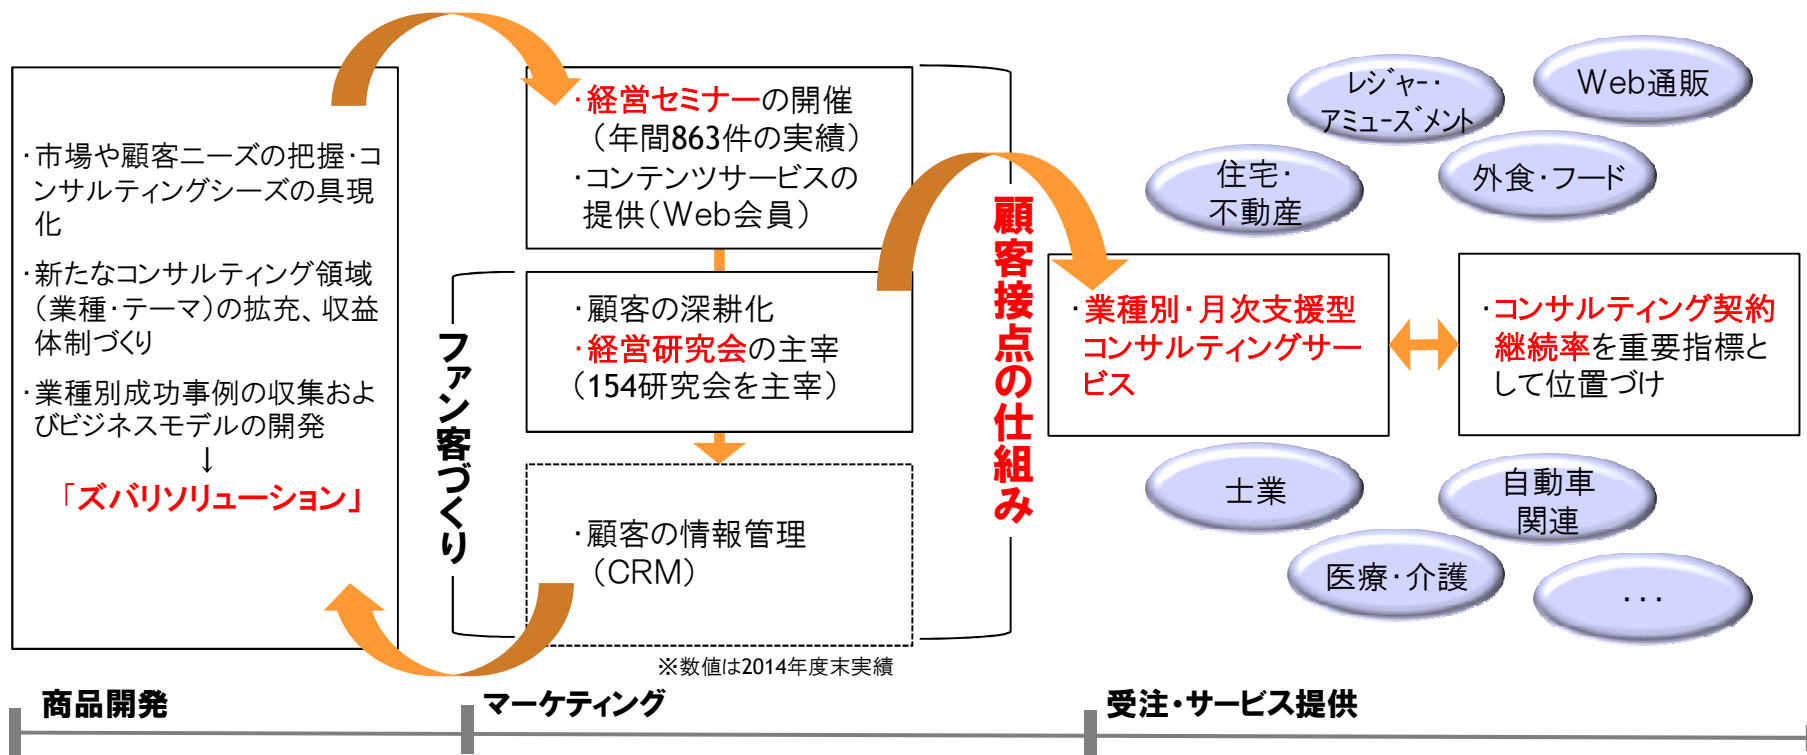 ・市場や顧客ニーズの把握・コ
ンサルティングシーズの具現
化
・新たなコンサルティング領域
（業種・テーマ）の拡充、収益
体制づくり
・業種別成功事例の収集およ
びビジネスモデルの開発
↓
「ズバリソリューション」
ファン客づくり
・経営セミナーの開催
（年間863件の実績）
・コンテンツサービスの
提供（Web会員）
・顧客の深耕化
・経営研究会の主宰
（154研究会を主宰）
・顧客の情報管理
（CRM）
※数値は2014年度末実績
顧客接点の仕組み
レジャー・
アミューズメント
Web通販
住宅・
不動産
外食・フード
・業種別・月次支援型
コンサルティングサー
ビス
・コンサルティング契約
継続率を重要指標と
して位置づけ
士業
自動車
関連
医療・介護
・・・
商品開発
マーケティング
受注・サービス提供